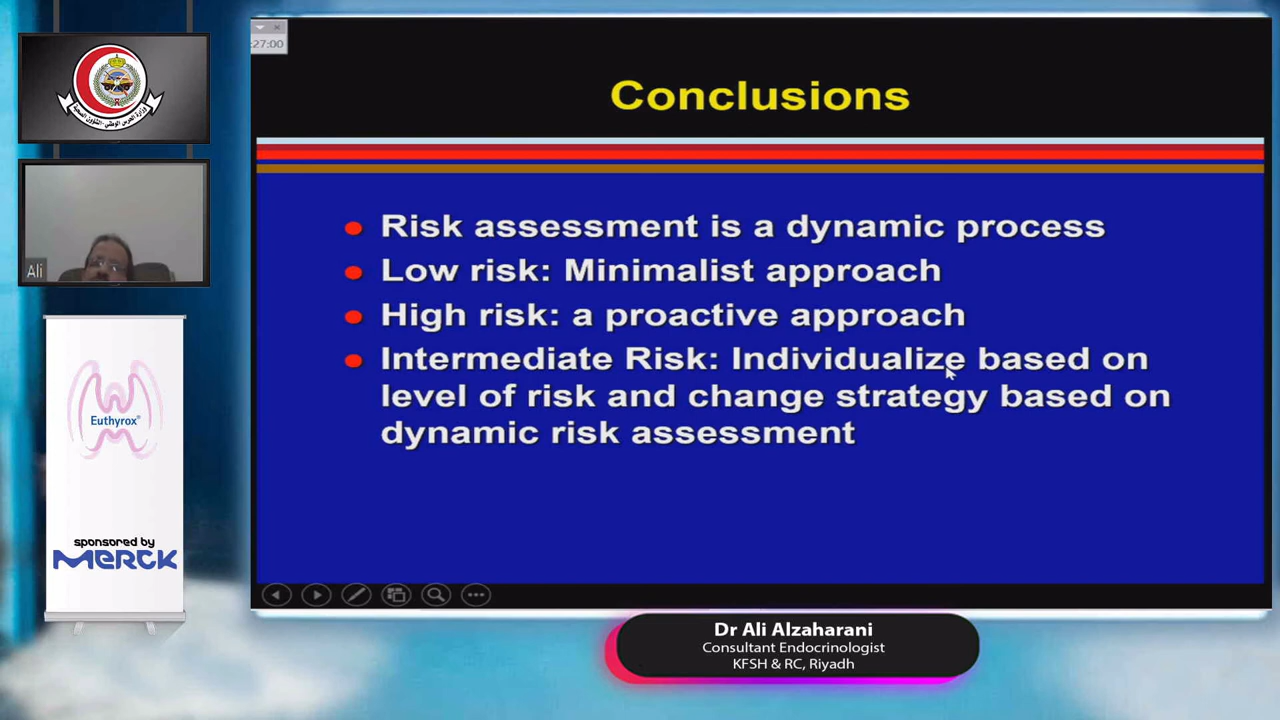 :27:00
Conclusions
Risk assessment is a dynamic process
Low risk: Minimalist approach
High risk: a proactive approach
Intermediate Risk: Individualize based on
level of risk and change strategy based on
dynamic risk assessment
Ali
Euthyrox®
sponsored by
MERCK
Dr Ali Alzaharani
Consultant Endocrinologist
KFSH & RC, Riyadh